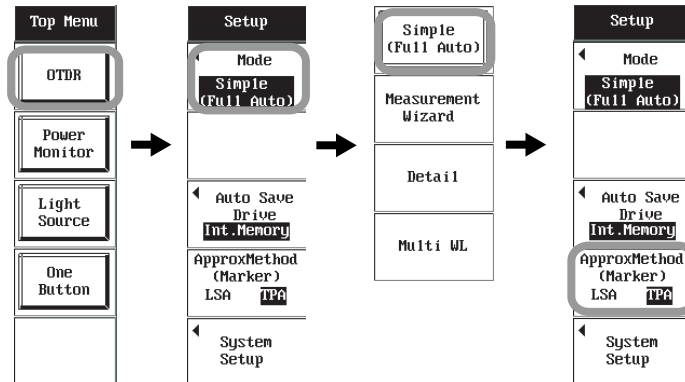 Top Menu
OTDR
Power
Monitor
Light
Source
One
Button
Setup
Mode
Simple
(Full Auto)
Auto Save
Drive
Int.Memory
ApproxMethod
(Marker)
LSA TPA
System
Setup
Simple
(Full Auto)
Measurement
Wizard
Detail
Multi WL
Setup
Mode
Simple
(Full Auto)
Auto Save
Drive
Int.Memory
ApproxMethod
(Marker)
LSA TPA
System
Setup